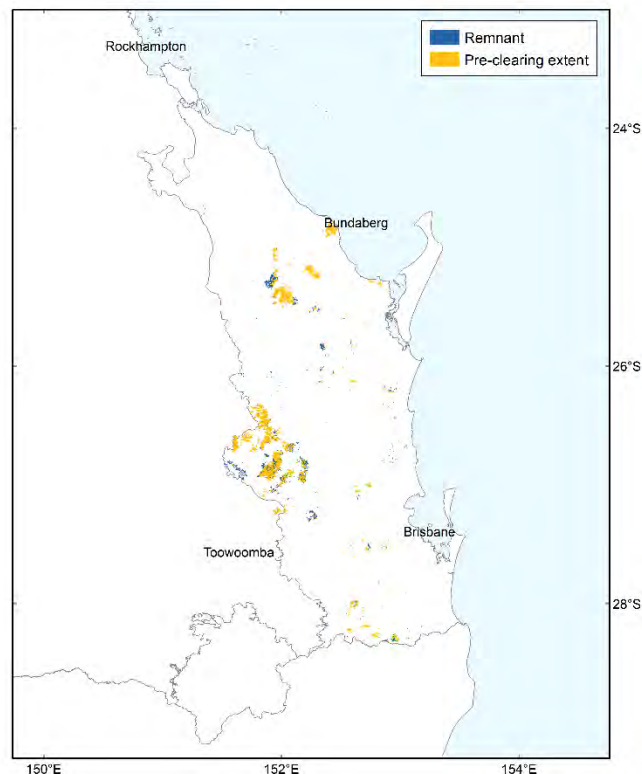 Rockhampton
Remnant
Pre-clearing extent
24°S
Bundaberg
26°S
Brisbane
Toowoomba
28°S
150°E
152°E
154°E